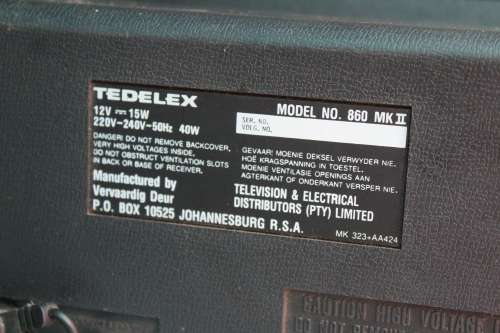 TEDELEX
12V ⎓ 15W
220V~240V~50Hz 40W
MODEL NO. 860 MK II
SER. NO.
VOLG. NO.
DANGER! DO NOT REMOVE BACKCOVER,
VERY HIGH VOLTAGES INSIDE.
DO NOT OBSTRUCT VENTILATION SLOTS
IN BACK OR BASE OF RECEIVER.
GEVAAR: MOENIE DEKSEL VERWYDER NIE.
HOË KRAGSPANNING IN TOESTEL.
MOENIE VENTILASIE OPENINGS AAN
AGTERKANT OF ONDERKANT VERSPER NIE.
Manufactured by
Vervaardig Deur
TELEVISION & ELECTRICAL
DISTRIBUTORS (PTY) LIMITED
P.O. BOX 10525 JOHANNESBURG R.S.A.
MK 323+AA424
CAUTION HIGH